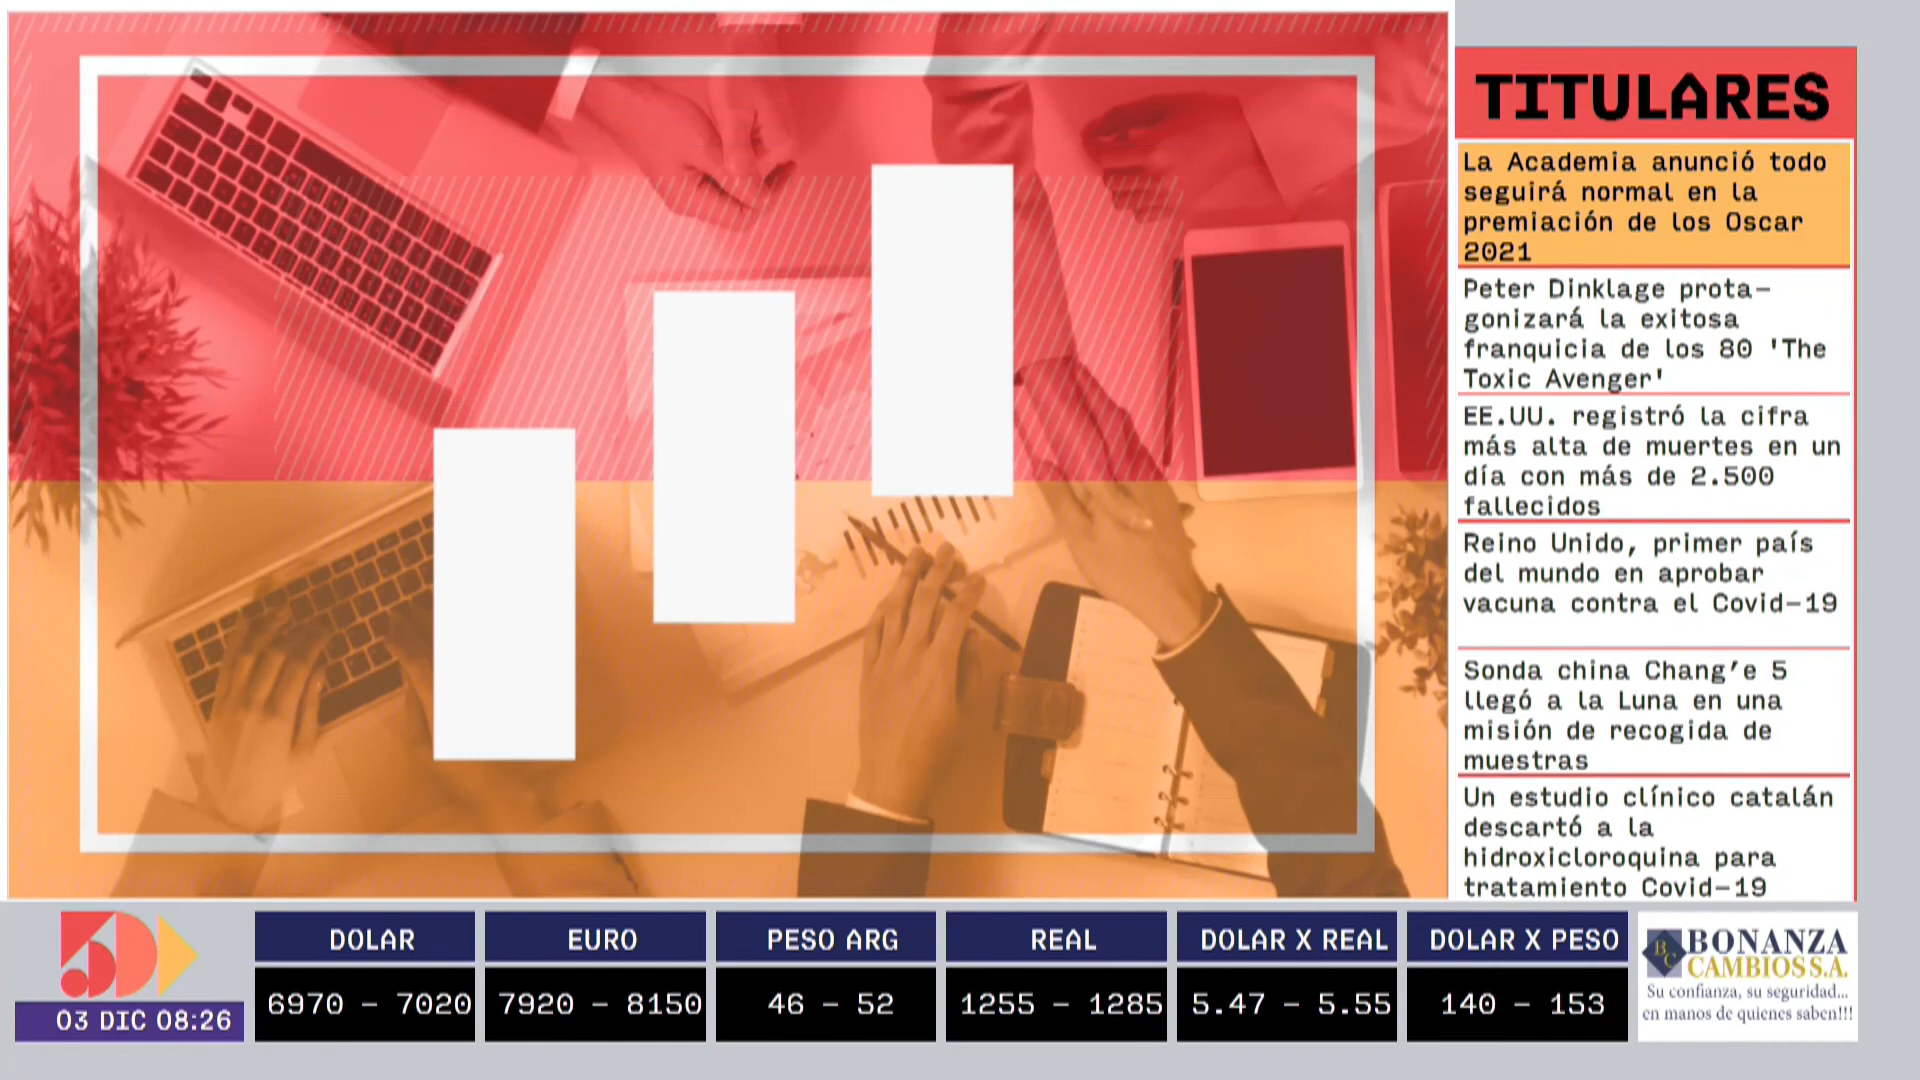 TITULARES
La Academia anunció todo
seguirá normal en la
premiación de los Oscar
2021
Peter Dinklage prota–
gonizará la exitosa
franquicia de los 80 'The
Toxic Avenger'
EE.UU. registró la cifra
más alta de muertes en un
día con más de 2.500
fallecidos
Reino Unido, primer país
del mundo en aprobar
vacuna contra el Covid–19
Sonda china Chang’e 5
llegó a la Luna en una
misión de recogida de
muestras
Un estudio clínico catalán
descartó a la
hidroxicloroquina para
tratamiento Covid–19
5D
03 DIC 08:26
DOLAR
6970 – 7020
EURO
7920 – 8150
PESO ARG
46 – 52
REAL
1255 – 1285
DOLAR X REAL
5.47 – 5.55
DOLAR X PESO
140 – 153
BC BONANZA
CAMBIOS S.A.
Su confianza, su seguridad...
en manos de quienes saben!!!